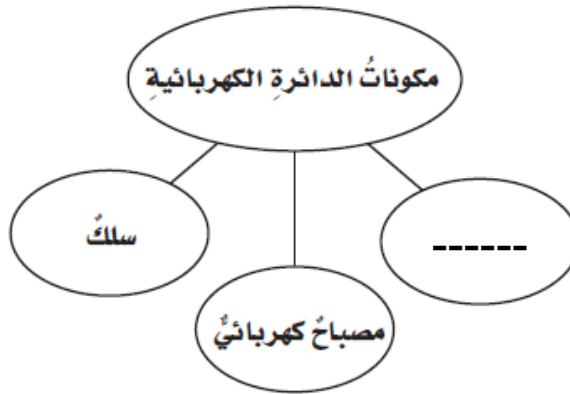 مكوناتُ الدائرةِ الكهربائيةِ
------
سلكٌ
مصباحٌ كهربائيٌّ